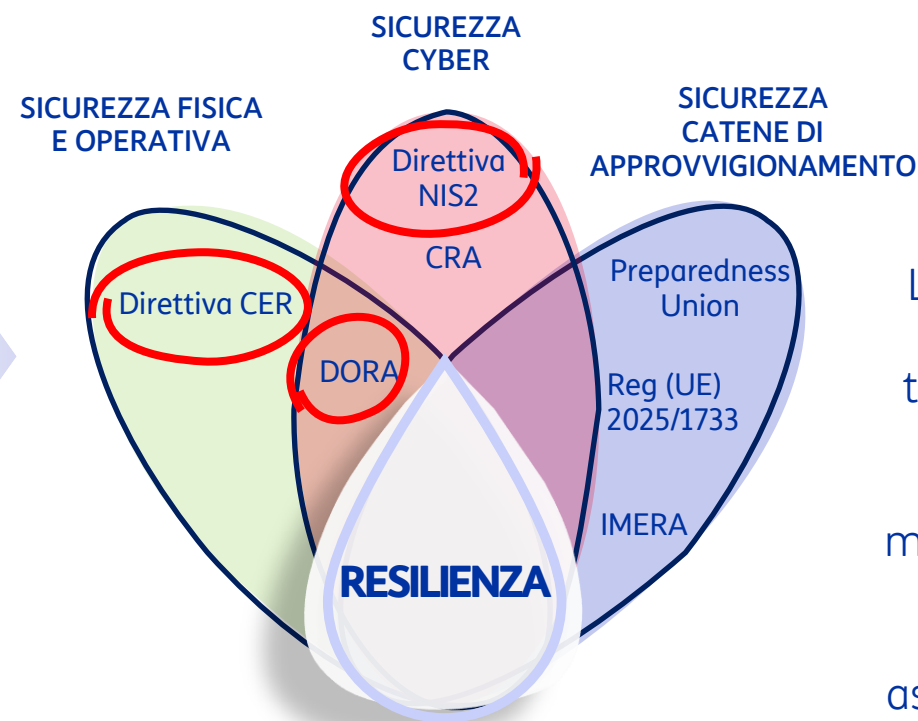 SICUREZZA
CYBER
SICUREZZA FISICA
E OPERATIVA
SICUREZZA
CATENE DI
APPROVVIGIONAMENTO
Direttiva
NIS2
CRA
Direttiva CER
DORA
Preparedness
Union
Reg (UE)
2025/1733
IMERA
RESILIENZA
L
t
m
as